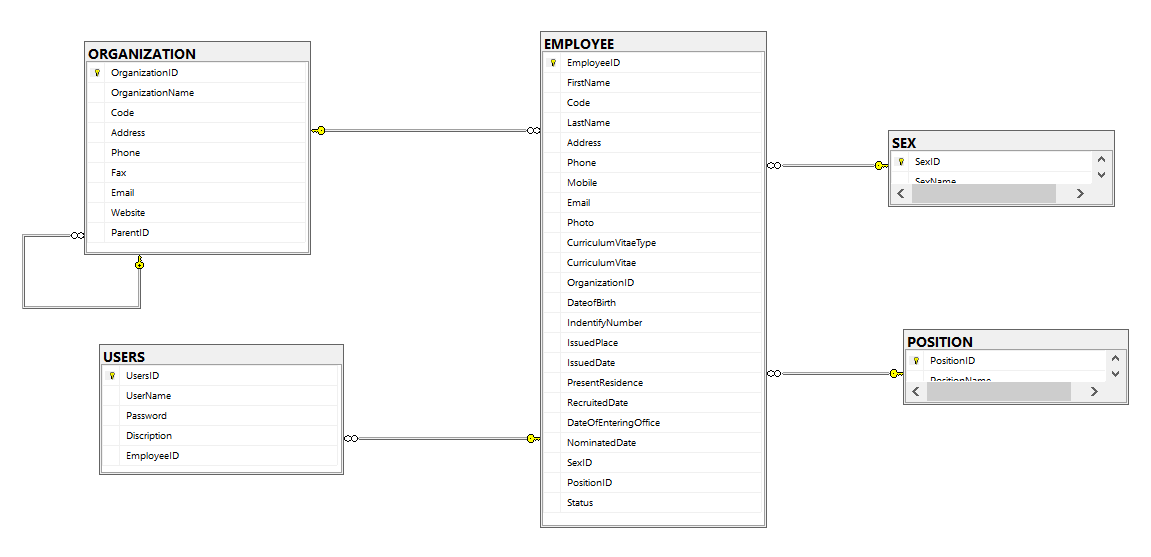 ORGANIZATION
OrganizationID
OrganizationName
Code
Address
Phone
Fax
Email
Website
ParentID
USERS
UsersID
UserName
Password
Discription
EmployeeID
EMPLOYEE
EmployeeID
FirstName
Code
LastName
Address
Phone
Mobile
Email
Photo
CurriculumVitaeType
CurriculumVitae
OrganizationID
DateofBirth
IndentifyNumber
IssuedPlace
IssuedDate
PresentResidence
RecruitedDate
DateOfEnteringOffice
NominatedDate
SexID
PositionID
Status
SEX
SexID
SexName
POSITION
PositionID
PositionName